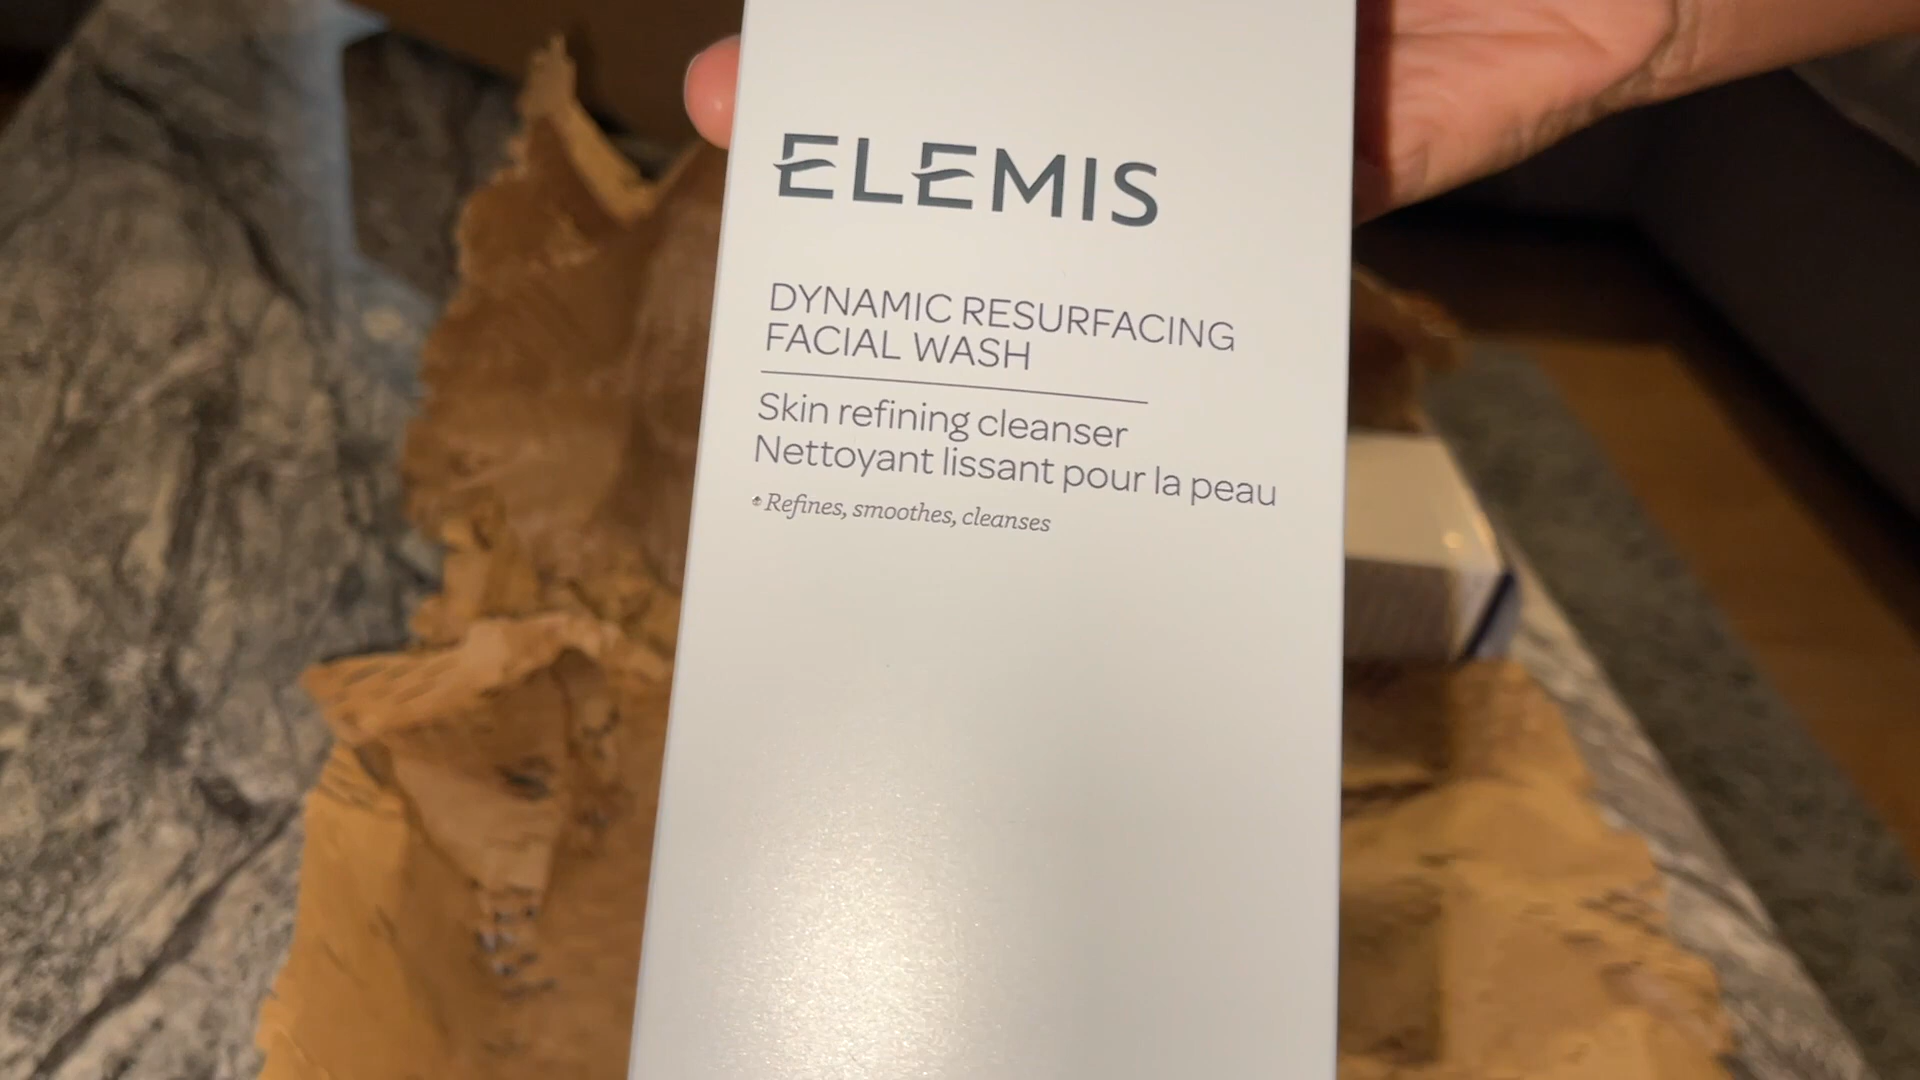 ELEMIS
DYNAMIC RESURFACING
FACIAL WASH
Skin refining cleanser
Nettoyant lissant pour la peau
Refines, smoothes, cleanses